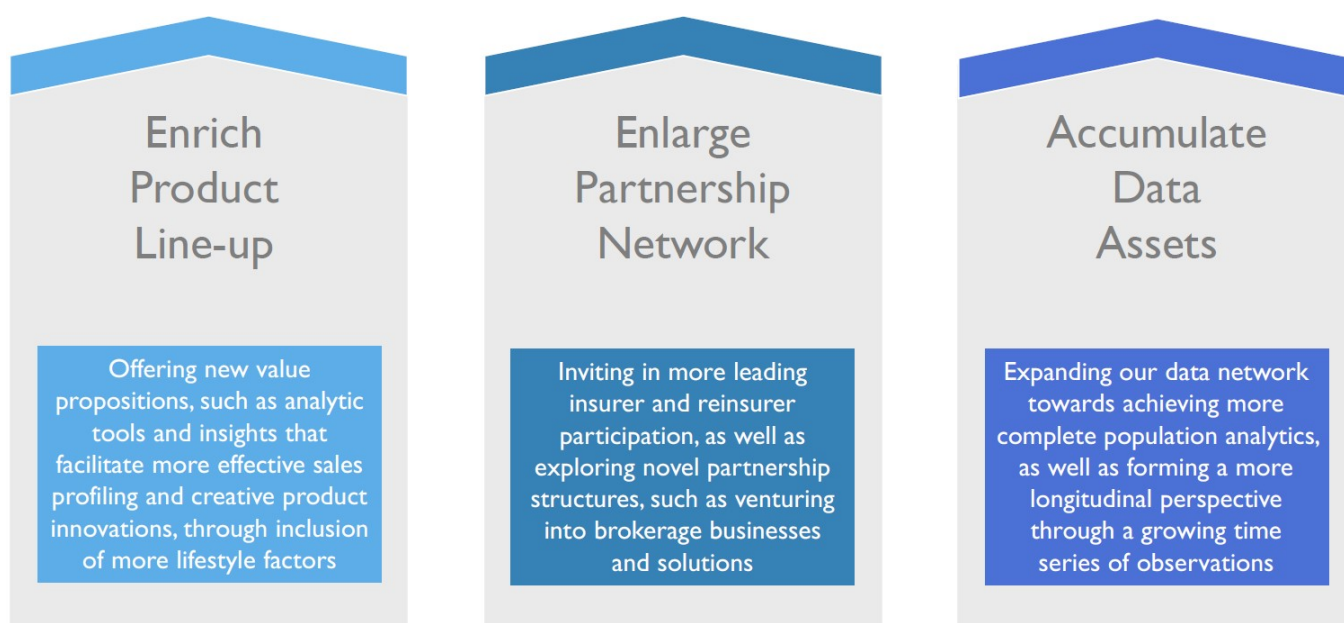 Enrich
Product
Line-up
Offering new value
propositions, such as analytic
tools and insights that
facilitate more effective sales
profiling and creative product
innovations, through inclusion
of more lifestyle factors
Enlarge
Partnership
Network
Inviting in more leading
insurer and reinsurer
participation, as well as
exploring novel partnership
structures, such as venturing
into brokerage businesses
and solutions
Accumulate
Data
Assets
Expanding our data network
towards achieving more
complete population analytics,
as well as forming a more
longitudinal perspective
through a growing time
series of observations